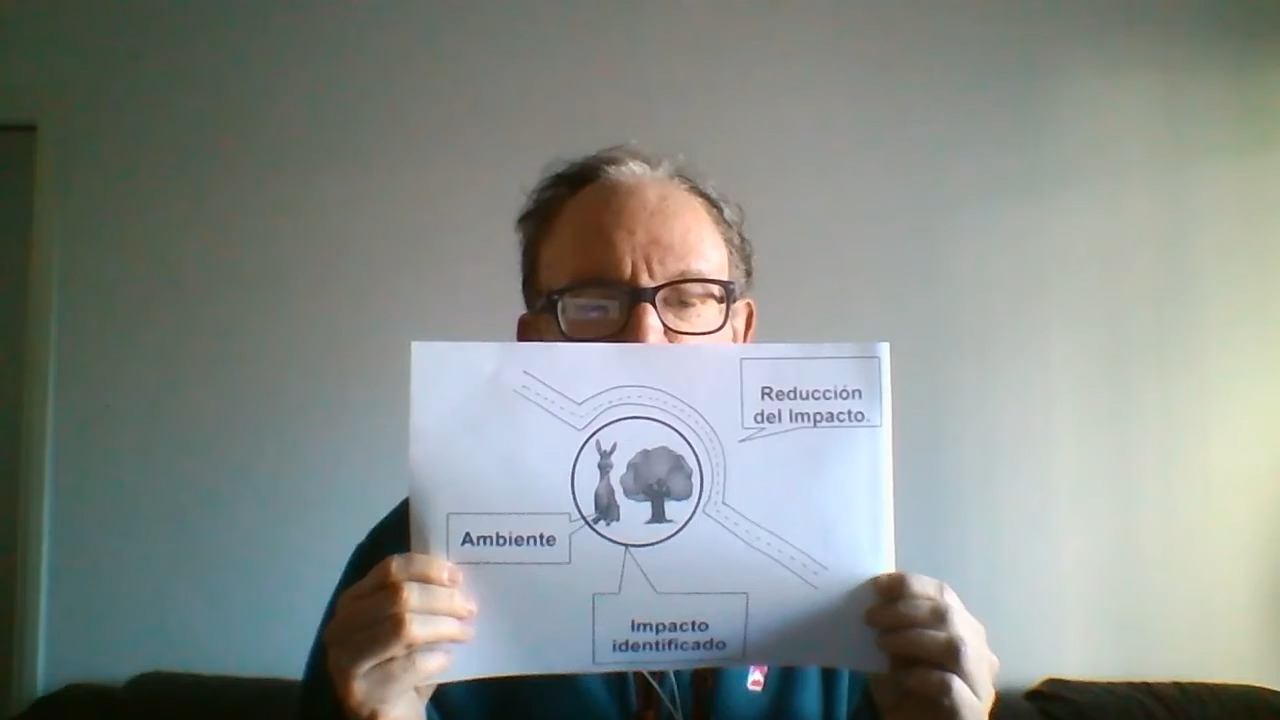 Reducción
del Impacto.
Ambiente
Impacto
identificado